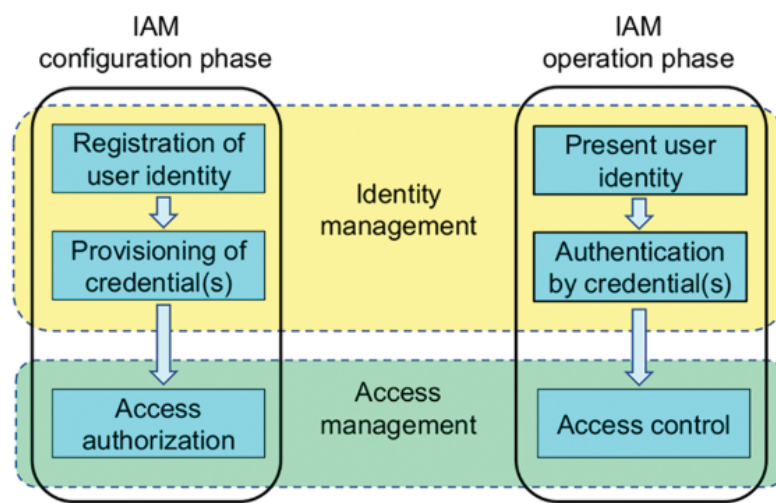 IAM
configuration phase
IAM
operation phase
Registration of
user identity
Present user
identity
Identity
management
Provisioning of
credential(s)
Authentication
by credential(s)
Access
management
Access
authorization
Access control